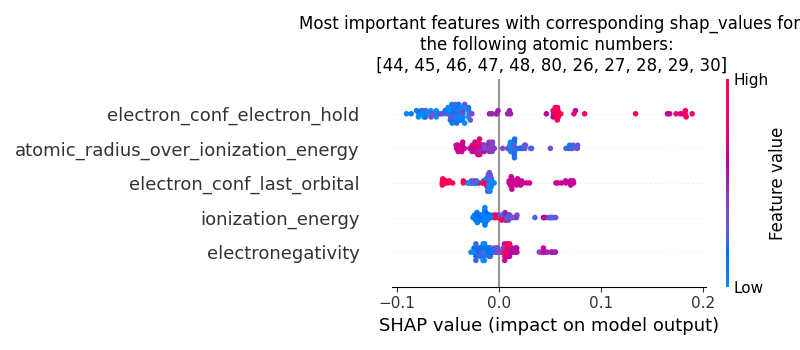 Most important features with corresponding shap_values for
the following atomic numbers:
[44, 45, 46, 47, 48, 80, 26, 27, 28, 29, 30]
High
electron_conf_electron_hold
atomic_radius_over_ionization_energy
electron_conf_last_orbital
ionization_energy
electronegativity
Feature value
Low
−0.1 0.0 0.1 0.2
SHAP value (impact on model output)